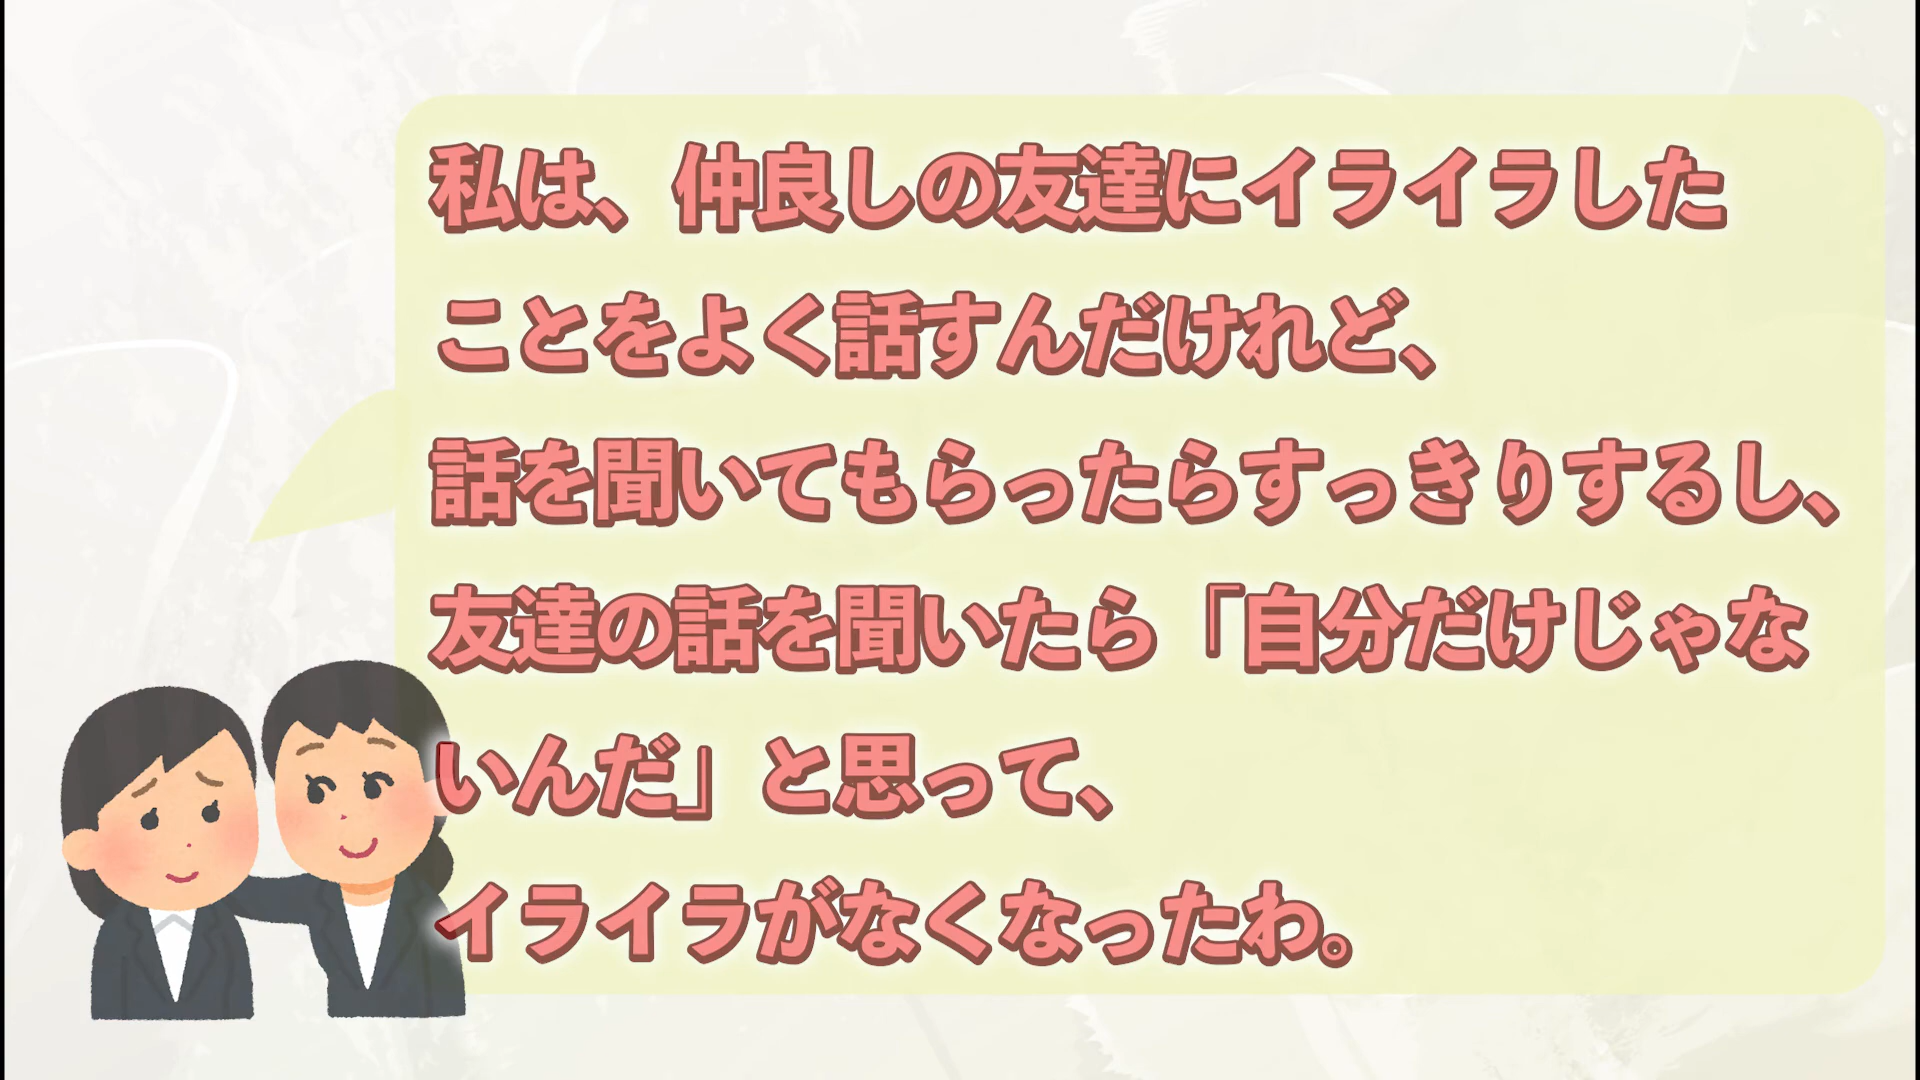 私は、仲良しの友達にイライラした
ことをよく話すんだけれど、
話を聞いてもらったらすっきりするし、
友達の話を聞いたら「自分だけじゃな
いんだ」と思って、
イライラがなくなったわ。